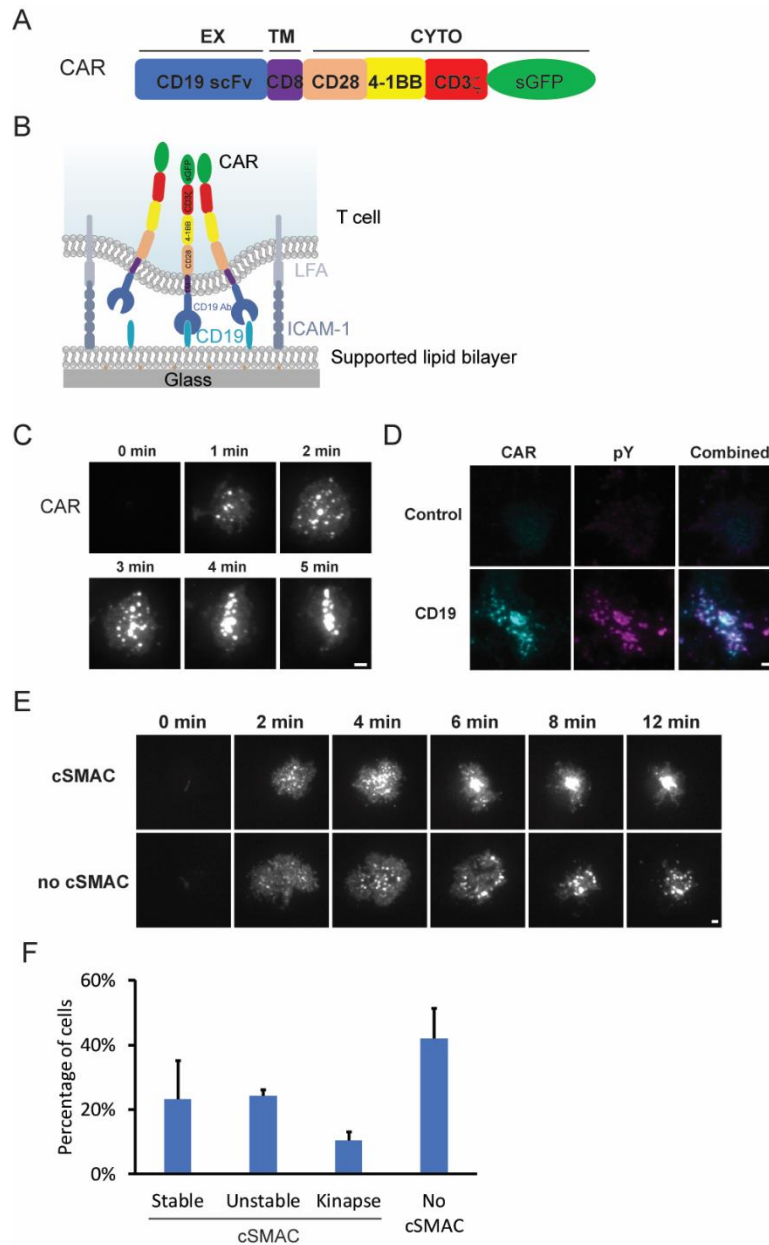 A
EX TM CYTO
CAR CD19 scFv CD8 CD28 4-1BB CD3ζ sGFP
B
CAR
sGFP
CD3ζ
4-1BB
CD28
T cell
LFA
CD19 Ab
CD19
ICAM-1
Supported lipid bilayer
Glass
C
0 min 1 min 2 min
CAR
3 min 4 min 5 min
D
CAR pY Combined
Control
CD19
E
0 min 2 min 4 min 6 min 8 min 12 min
cSMAC
no cSMAC
F
Percentage of cells
60%
40%
20%
0%
Stable Unstable Kinapse No
cSMAC
cSMAC